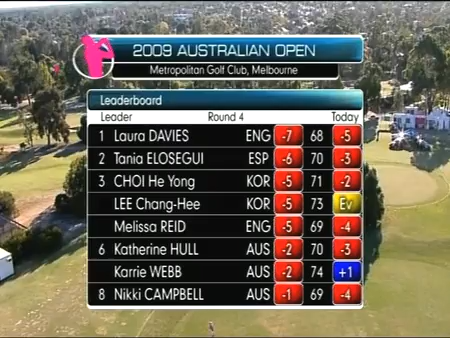 2009 AUSTRALIAN OPEN
Metropolitan Golf Club, Melbourne
Leaderboard
Leader Round 4 Today
1 Laura DAVIES ENG -7 68 -5
2 Tania ELOSEGUI ESP -6 70 -3
3 CHOI He Yong KOR -5 71 -2
LEE Chang-Hee KOR -5 73 Ev
Melissa REID ENG -5 69 -4
6 Katherine HULL AUS -2 70 -3
Karrie WEBB AUS -2 74 +1
8 Nikki CAMPBELL AUS -1 69 -4